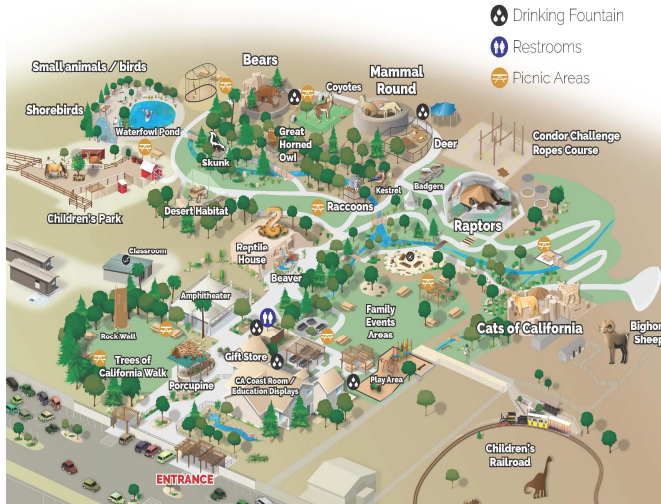 Drinking Fountain
Restrooms
Picnic Areas
Bears
Small animals / birds
Mammal
Round
Coyotes
Shorebirds
Waterfowl Pond
Great
Horned
Owl
Deer
Condor Challenge
Ropes Course
Skunk
Kestrel
Badgers
Children's Park
Desert Habitat
Raccoons
Raptors
Reptile
House
Classroom
Beaver
Amphitheater
Family
Events
Areas
Cats of California
Bighorn
Sheep
Rock Wall
Trees of
California Walk
Gift Store
Porcupine
CA Coast Room /
Education Displays
Play Area
Children's
Railroad
ENTRANCE